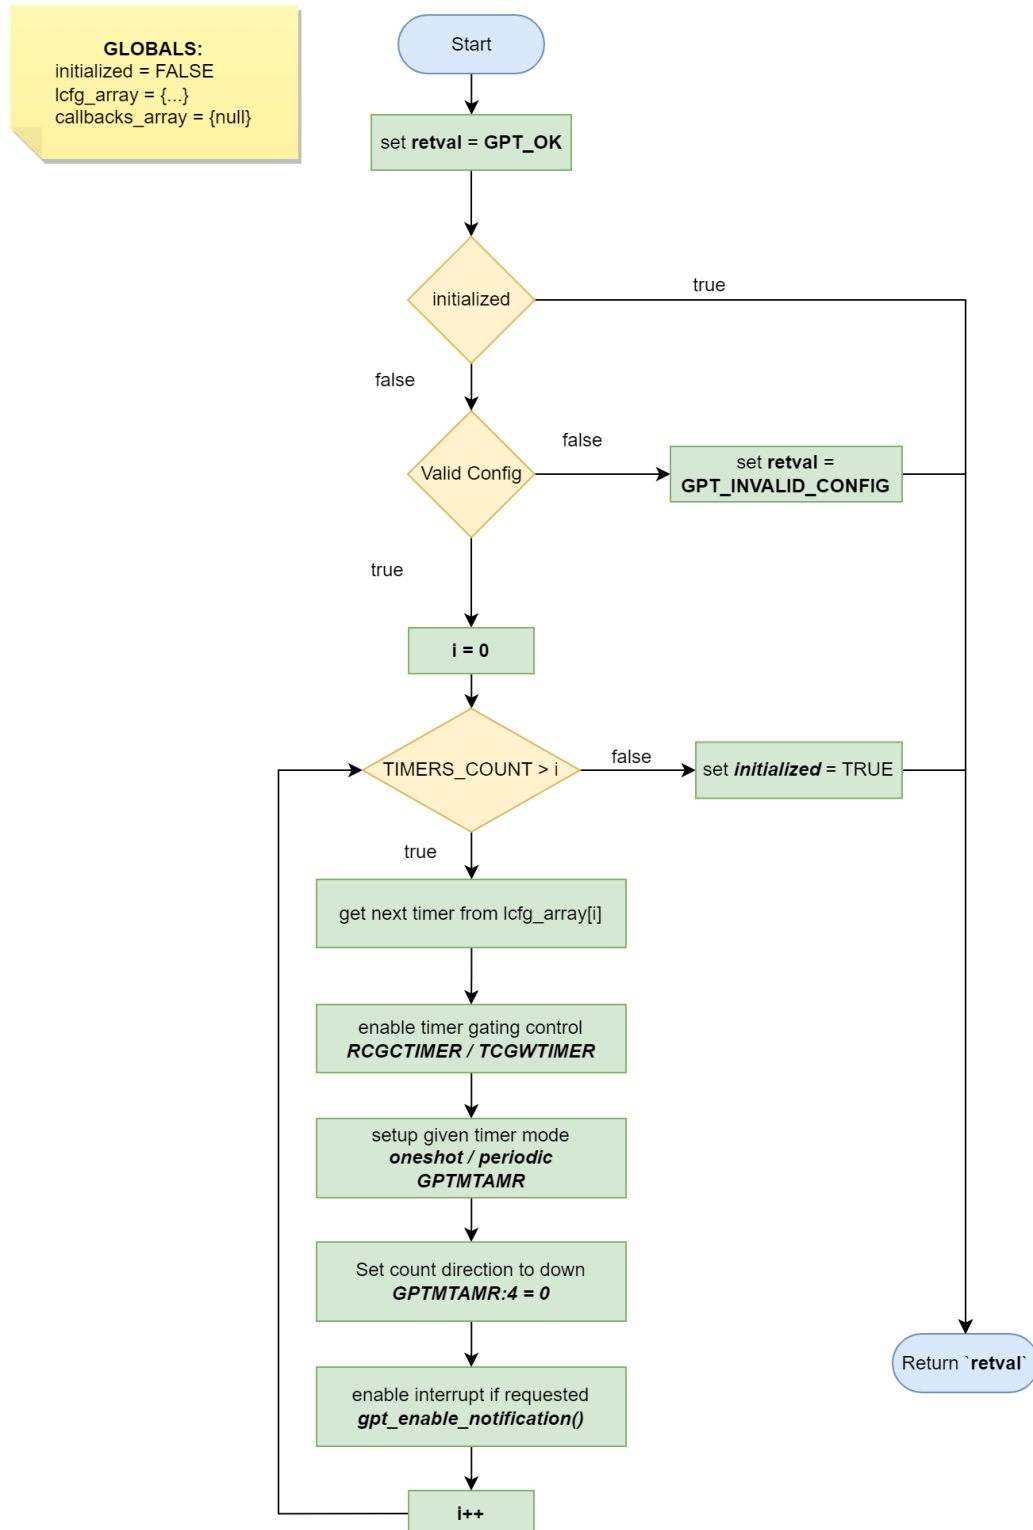 GLOBALS:
initialized = FALSE
lcfg_array = {...}
callbacks_array = {null}
Start
set retval = GPT_OK
initialized
true
false
Valid Config
false
set retval =
GPT_INVALID_CONFIG
true
i = 0
TIMERS_COUNT > i
false
set initialized = TRUE
true
get next timer from lcfg_array[i]
enable timer gating control
RCGCTIMER / TCGWTIMER
setup given timer mode
oneshot / periodic
GPTMTAMR
Set count direction to down
GPTMTAMR:4 = 0
Return `retval`
enable interrupt if requested
gpt_enable_notification()
i++